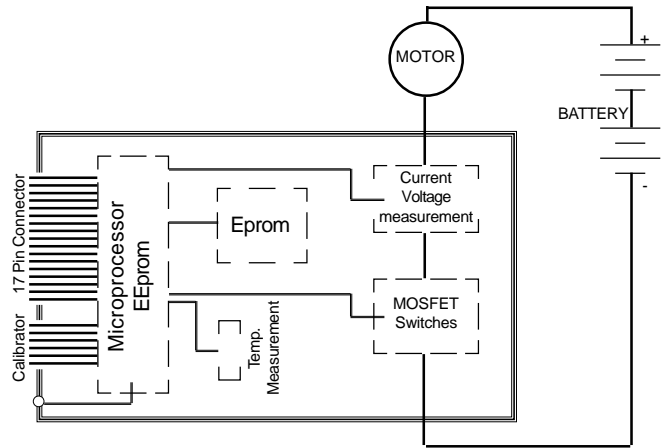 MOTOR
+
BATTERY
-
17 Pin Connector
Calibrator
Microprocessor
EEprom
Eprom
Temp.
Measurement
Current
Voltage
measurement
MOSFET
Switches